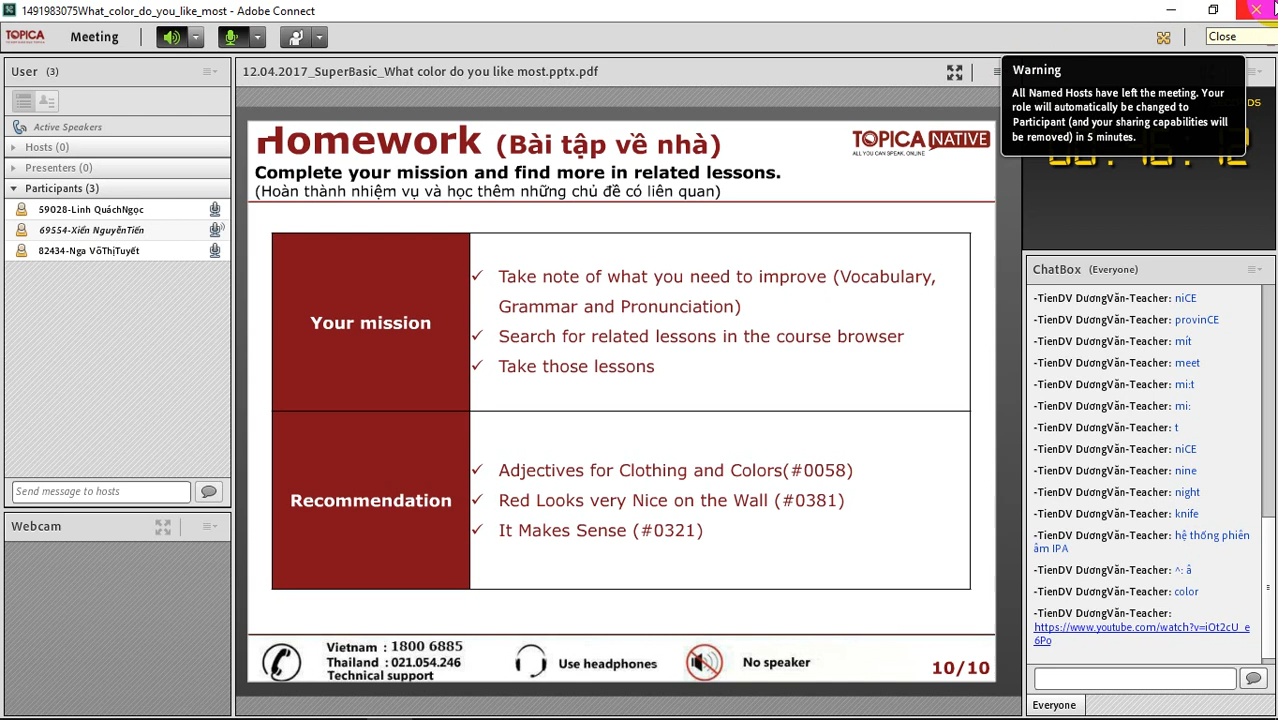 1491983075What_color_do_you_like_most - Adobe Connect
Close
TOPICA
Meeting
User (3)
Active Speakers
Hosts (0)
Presenters (0)
Participants (3)
59028-Linh QuáchNgọc
69554-Xiển NguyễnTiến
82434-Nga VõThịTuyết
Send message to hosts
Webcam
12.04.2017_SuperBasic_What color do you like most.pptx.pdf
Homework (Bài tập về nhà)
TOPICA NATIVE
ALL YOU CAN SPEAK, ONLINE
Complete your mission and find more in related lessons.
(Hoàn thành nhiệm vụ và học thêm những chủ đề có liên quan)
Your mission
Take note of what you need to improve (Vocabulary,
Grammar and Pronunciation)
Search for related lessons in the course browser
Take those lessons
Recommendation
Adjectives for Clothing and Colors(#0058)
Red Looks very Nice on the Wall (#0381)
It Makes Sense (#0321)
Vietnam : 1800 6885
Thailand : 021.054.246
Technical support
Use headphones
No speaker
10/10
Warning
All Named Hosts have left the meeting. Your
role will automatically be changed to
Participant (and your sharing capabilities will
be removed) in 5 minutes.
ChatBox (Everyone)
-TienDV DươngVăn-Teacher: niCE
-TienDV DươngVăn-Teacher: provinCE
-TienDV DươngVăn-Teacher: mít
-TienDV DươngVăn-Teacher: meet
-TienDV DươngVăn-Teacher: mi:t
-TienDV DươngVăn-Teacher: mi:
-TienDV DươngVăn-Teacher: t
-TienDV DươngVăn-Teacher: niCE
-TienDV DươngVăn-Teacher: nine
-TienDV DươngVăn-Teacher: night
-TienDV DươngVăn-Teacher: knife
-TienDV DươngVăn-Teacher: hệ thống phiên
âm IPA
-TienDV DươngVăn-Teacher: ^: â
-TienDV DươngVăn-Teacher: color
-TienDV DươngVăn-Teacher:
https://www.youtube.com/watch?v=iOt2cU_e
6Po
Everyone